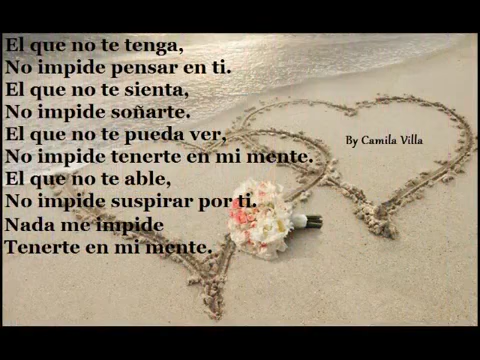 El que no te tenga,
No impide pensar en ti.
El que no te sienta,
No impide soñarte.
El que no te pueda ver,
No impide tenerte en mi mente.
El que no te able,
No impide suspirar por ti.
Nada me impide
Tenerte en mi mente.
By Camila Villa